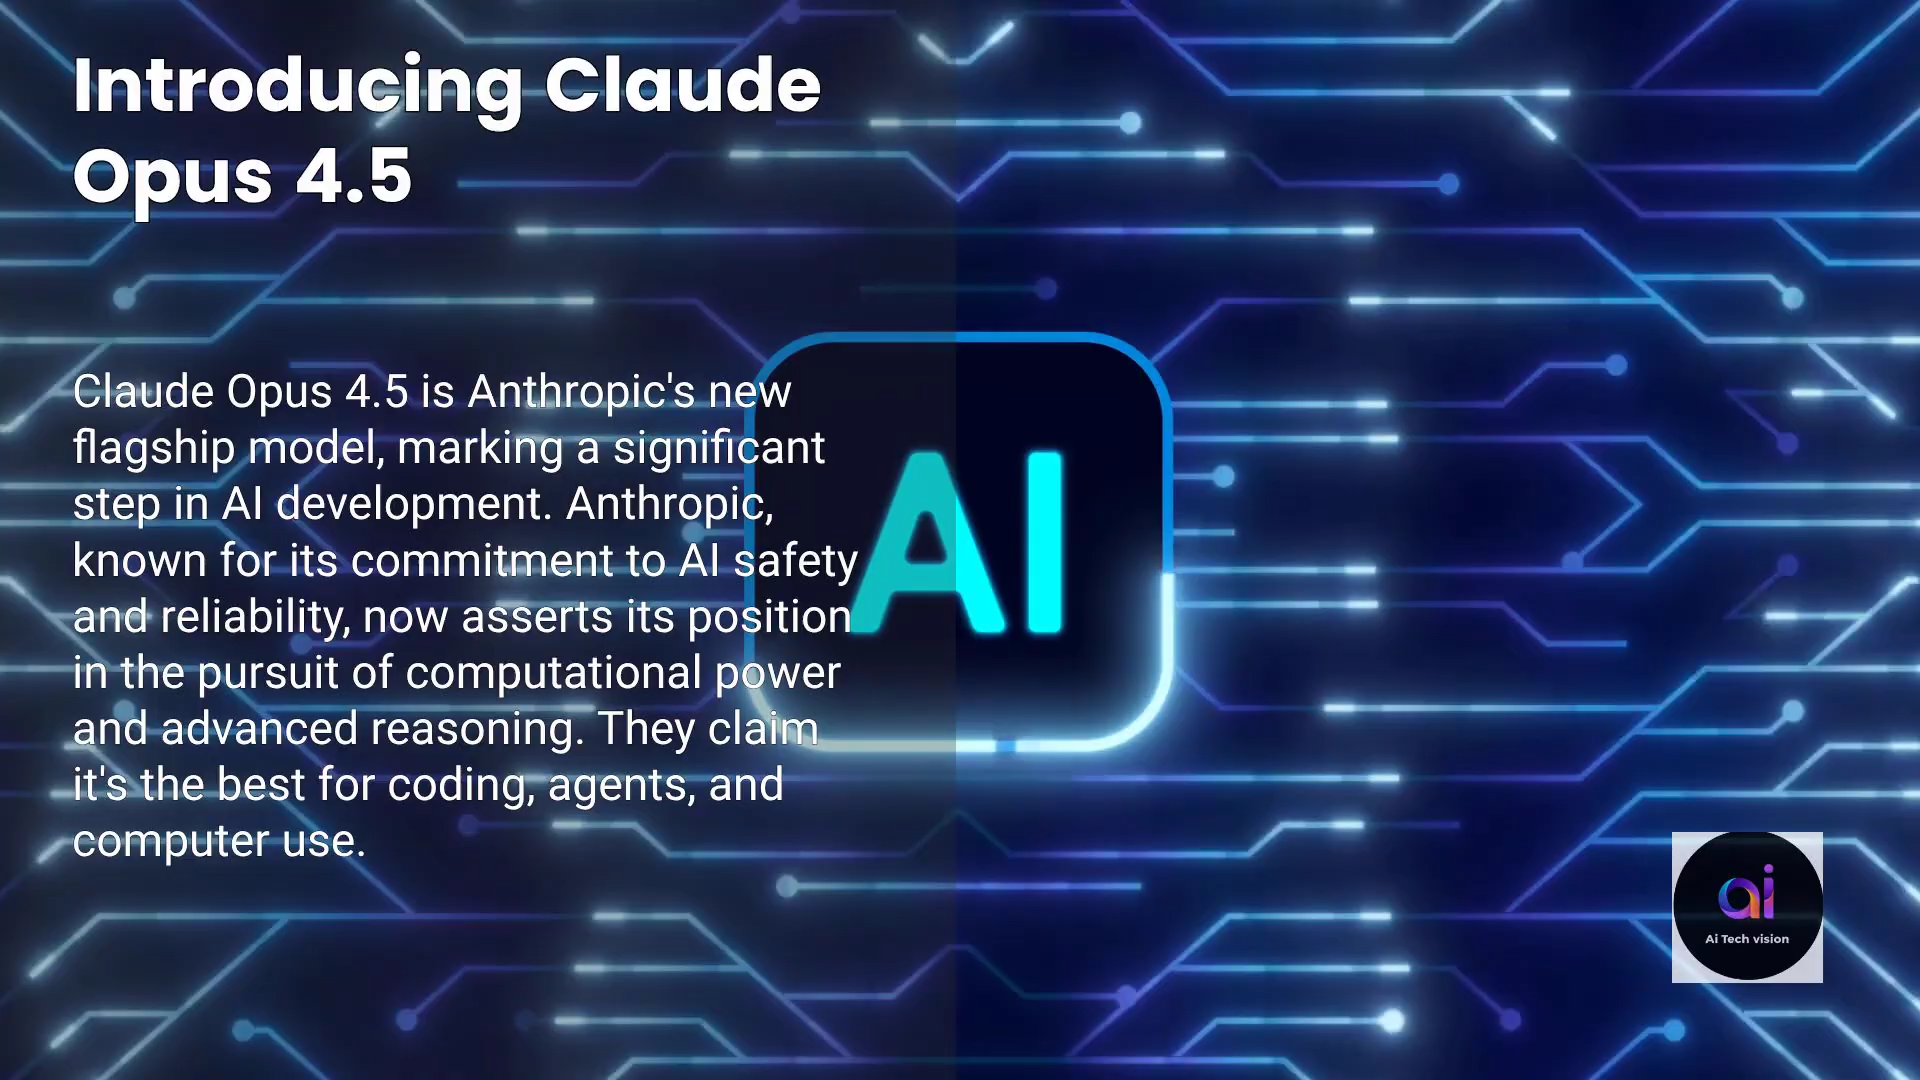 Introducing Claude
Opus 4.5
Claude Opus 4.5 is Anthropic's new
flagship model, marking a significant
step in AI development. Anthropic,
known for its commitment to AI safety
and reliability, now asserts its position
in the pursuit of computational power
and advanced reasoning. They claim
it's the best for coding, agents, and
computer use.
AI
ai
Ai Tech vision